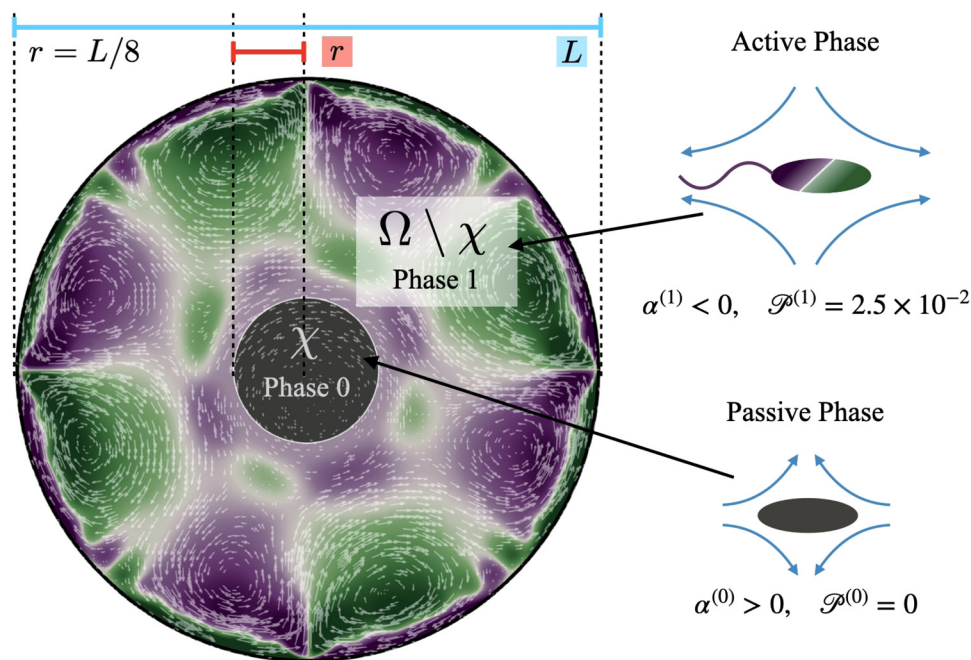 r = L/8
r
L
Ω \ χ
Phase 1
χ
Phase 0
Active Phase
α⁽¹⁾ < 0, 𝒫⁽¹⁾ = 2.5 × 10⁻²
Passive Phase
α⁽⁰⁾ > 0, 𝒫⁽⁰⁾ = 0